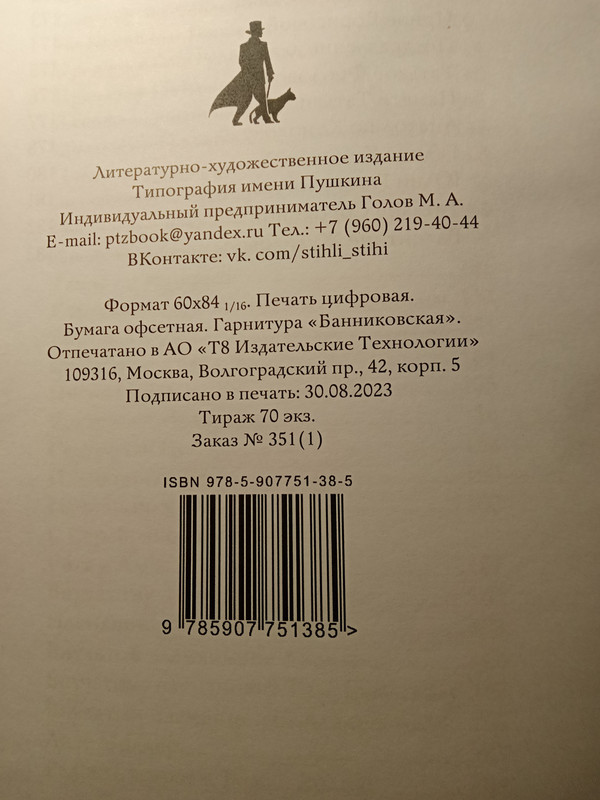 Литературно-художественное издание
Типография имени Пушкина
Индивидуальный предприниматель Голов М. А.
E-mail: ptzbook@yandex.ru Тел.: +7 (960) 219-40-44
ВКонтакте: vk. com/stihli_stihi
Формат 60х84 1/16. Печать цифровая.
Бумага офсетная. Гарнитура «Банниковская».
Отпечатано в АО «Т8 Издательские Технологии»
109316, Москва, Волгоградский пр., 42, корп. 5
Подписано в печать: 30.08.2023
Тираж 70 экз.
Заказ № 351(1)
ISBN 978-5-907751-38-5
9 785907 751385>